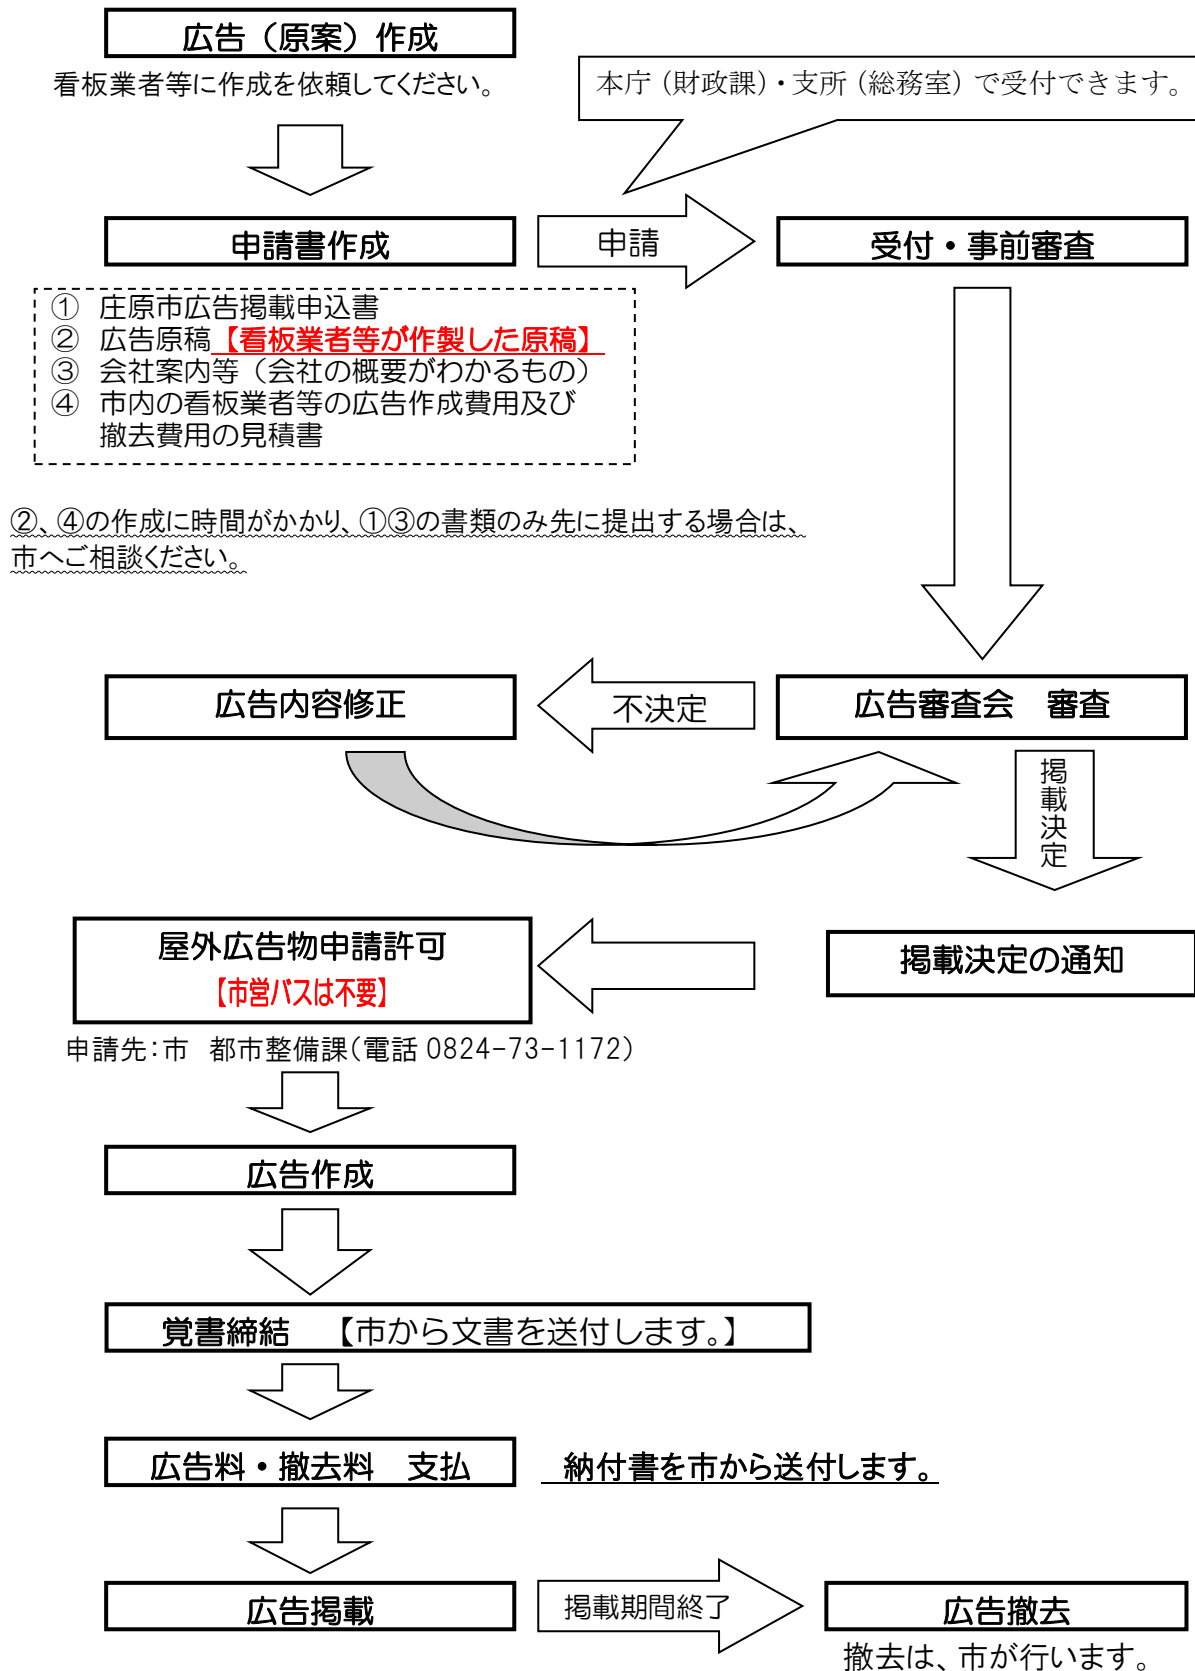 広告（原案）作成
看板業者等に作成を依頼してください。
本庁（財政課）・支所（総務室）で受付できます。
申請書作成
申請
受付・事前審査
① 庄原市広告掲載申込書
② 広告原稿【看板業者等が作製した原稿】
③ 会社案内等（会社の概要がわかるもの）
④ 市内の看板業者等の広告作成費用及び
撤去費用の見積書
②、④の作成に時間がかかり、①③の書類のみ先に提出する場合は、
市へご相談ください。
広告内容修正
不決定
広告審査会　審査
掲載決定
屋外広告物申請許可
【市営バスは不要】
掲載決定の通知
申請先：市　都市整備課（電話 0824-73-1172）
広告作成
覚書締結　【市から文書を送付します。】
広告料・撤去料　支払
納付書を市から送付します。
広告掲載
掲載期間終了
広告撤去
撤去は、市が行います。